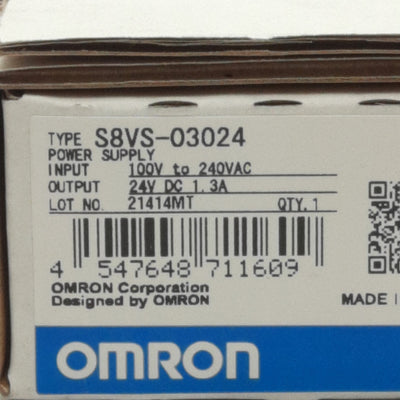 TYPE S8VS-03024
POWER SUPPLY
INPUT 100V to 240VAC
OUTPUT 24V DC 1.3A
LOT NO. 21414MT QTY.1
4 547648 711609
OMRON Corporation
Designed by OMRON
MADE I
OMRON